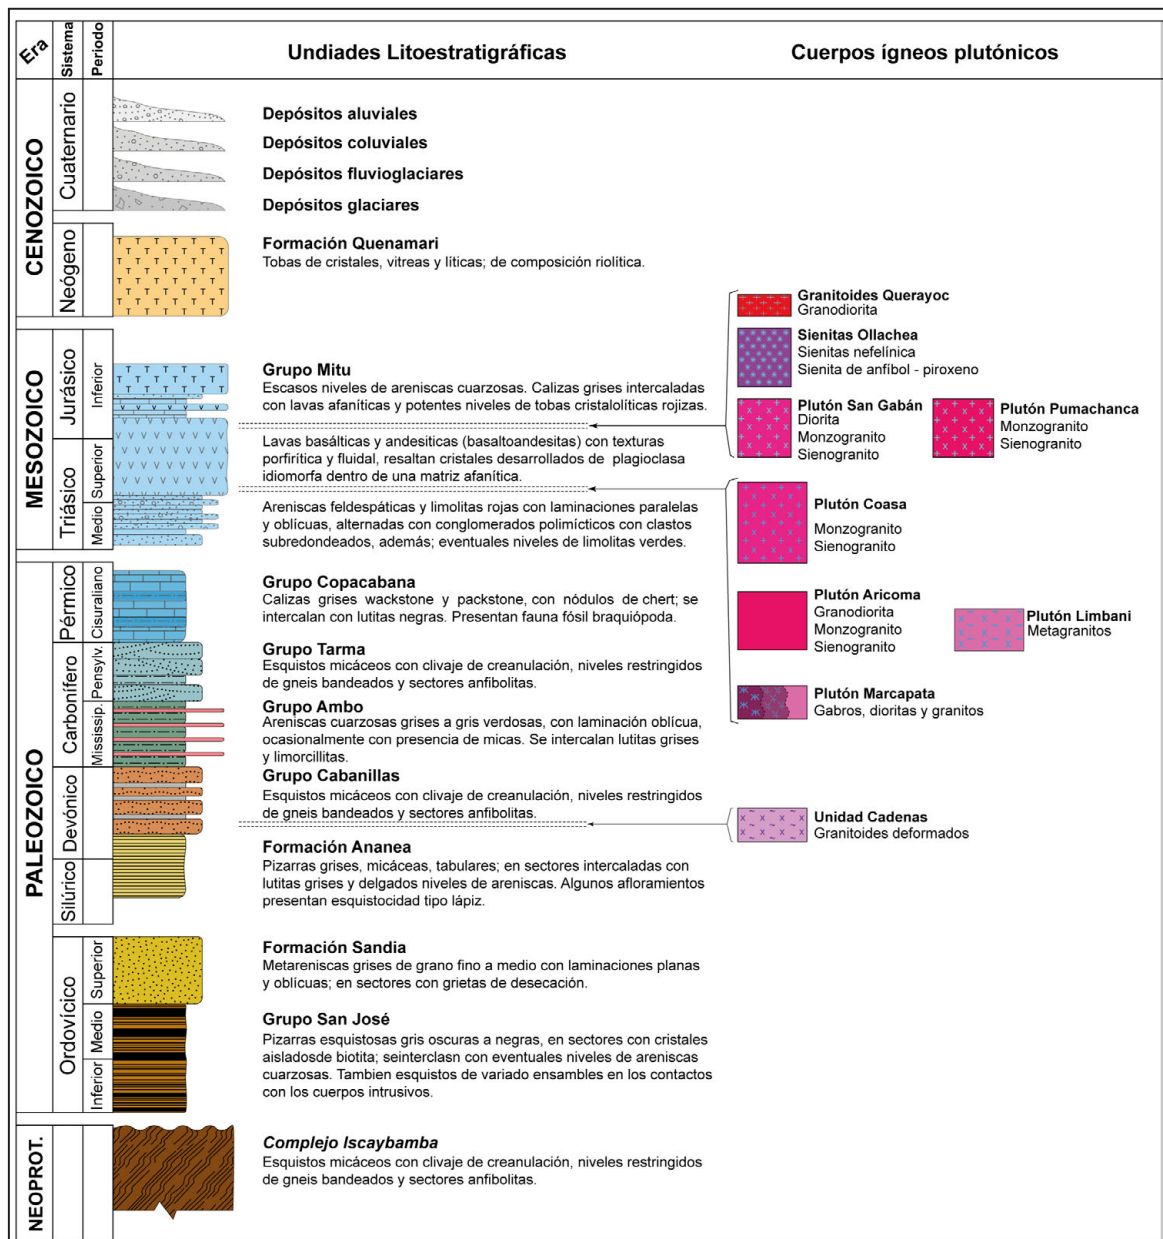 Era
Sistema
Periodo
Undiades Litoestratigráficas
Cuerpos ígneos plutónicos
CENOZOICO
Cuaternario
Depósitos aluviales
Depósitos coluviales
Depósitos fluvioglaciares
Depósitos glaciares
Neógeno
Formación Quenamari
Tobas de cristales, vitreas y líticas; de composición riolítica.
MESOZOICO
Jurásico
Inferior
Grupo Mitu
Escasos niveles de areniscas cuarzosas. Calizas grises intercaladas
con lavas afaníticas y potentes niveles de tobas cristalolíticas rojizas.
Triásico
Superior
Lavas basálticas y andesiticas (basaltoandesitas) con texturas
porfirítica y fluidal, resaltan cristales desarrollados de plagioclasa
idiomorfa dentro de una matriz afanítica.
Medio
Areniscas feldespáticas y limolitas rojas con laminaciones paralelas
y oblícuas, alternadas con conglomerados polimícticos con clastos
subredondeados, además; eventuales niveles de limolitas verdes.
Granitoides Querayoc
Granodiorita
Sienitas Ollachea
Sienitas nefelínica
Sienita de anfíbol - piroxeno
Plutón San Gabán
Diorita
Monzogranito
Sienogranito
Plutón Pumachanca
Monzogranito
Sienogranito
Plutón Coasa
Monzogranito
Sienogranito
Plutón Aricoma
Granodiorita
Monzogranito
Sienogranito
Plutón Limbani
Metagranitos
Plutón Marcapata
Gabros, dioritas y granitos
PALEOZOICO
Pérmico
Cisuraliano
Grupo Copacabana
Calizas grises wackstone y packstone, con nódulos de chert; se
intercalan con lutitas negras. Presentan fauna fósil braquiópoda.
Carbonífero
Pensylv.
Grupo Tarma
Esquistos micáceos con clivaje de creanulación, niveles restringidos
de gneis bandeados y sectores anfibolitas.
Mississip.
Grupo Ambo
Areniscas cuarzosas grises a gris verdosas, con laminación oblícua,
ocasionalmente con presencia de micas. Se intercalan lutitas grises
y limorcillitas.
Devónico
Grupo Cabanillas
Esquistos micáceos con clivaje de creanulación, niveles restringidos
de gneis bandeados y sectores anfibolitas.
Unidad Cadenas
Granitoides deformados
Silúrico
Formación Ananea
Pizarras grises, micáceas, tabulares; en sectores intercaladas con
lutitas grises y delgados niveles de areniscas. Algunos afloramientos
presentan esquistocidad tipo lápiz.
Ordovícico
Superior
Formación Sandia
Metareniscas grises de grano fino a medio con laminaciones planas
y oblícuas; en sectores con grietas de desecación.
Medio
Inferior
Grupo San José
Pizarras esquistosas gris oscuras a negras, en sectores con cristales
aisladosde biotita; seinterclasn con eventuales niveles de areniscas
cuarzosas. Tambien esquistos de variado ensambles en los contactos
con los cuerpos intrusivos.
NEOPROT.
Complejo Iscaybamba
Esquistos micáceos con clivaje de creanulación, niveles restringidos
de gneis bandeados y sectores anfibolitas.